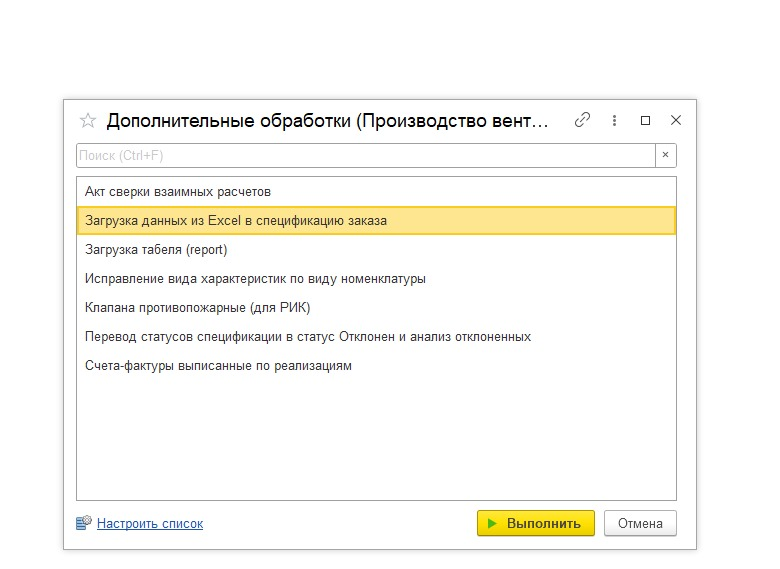 Дополнительные обработки (Производство вент...
Поиск (Ctrl+F)
×
Акт сверки взаимных расчетов
Загрузка данных из Excel в спецификацию заказа
Загрузка табеля (report)
Исправление вида характеристик по виду номенклатуры
Клапана противопожарные (для РИК)
Перевод статусов спецификации в статус Отклонен и анализ отклоненных
Счета-фактуры выписанные по реализациям
Настроить список
Выполнить
Отмена